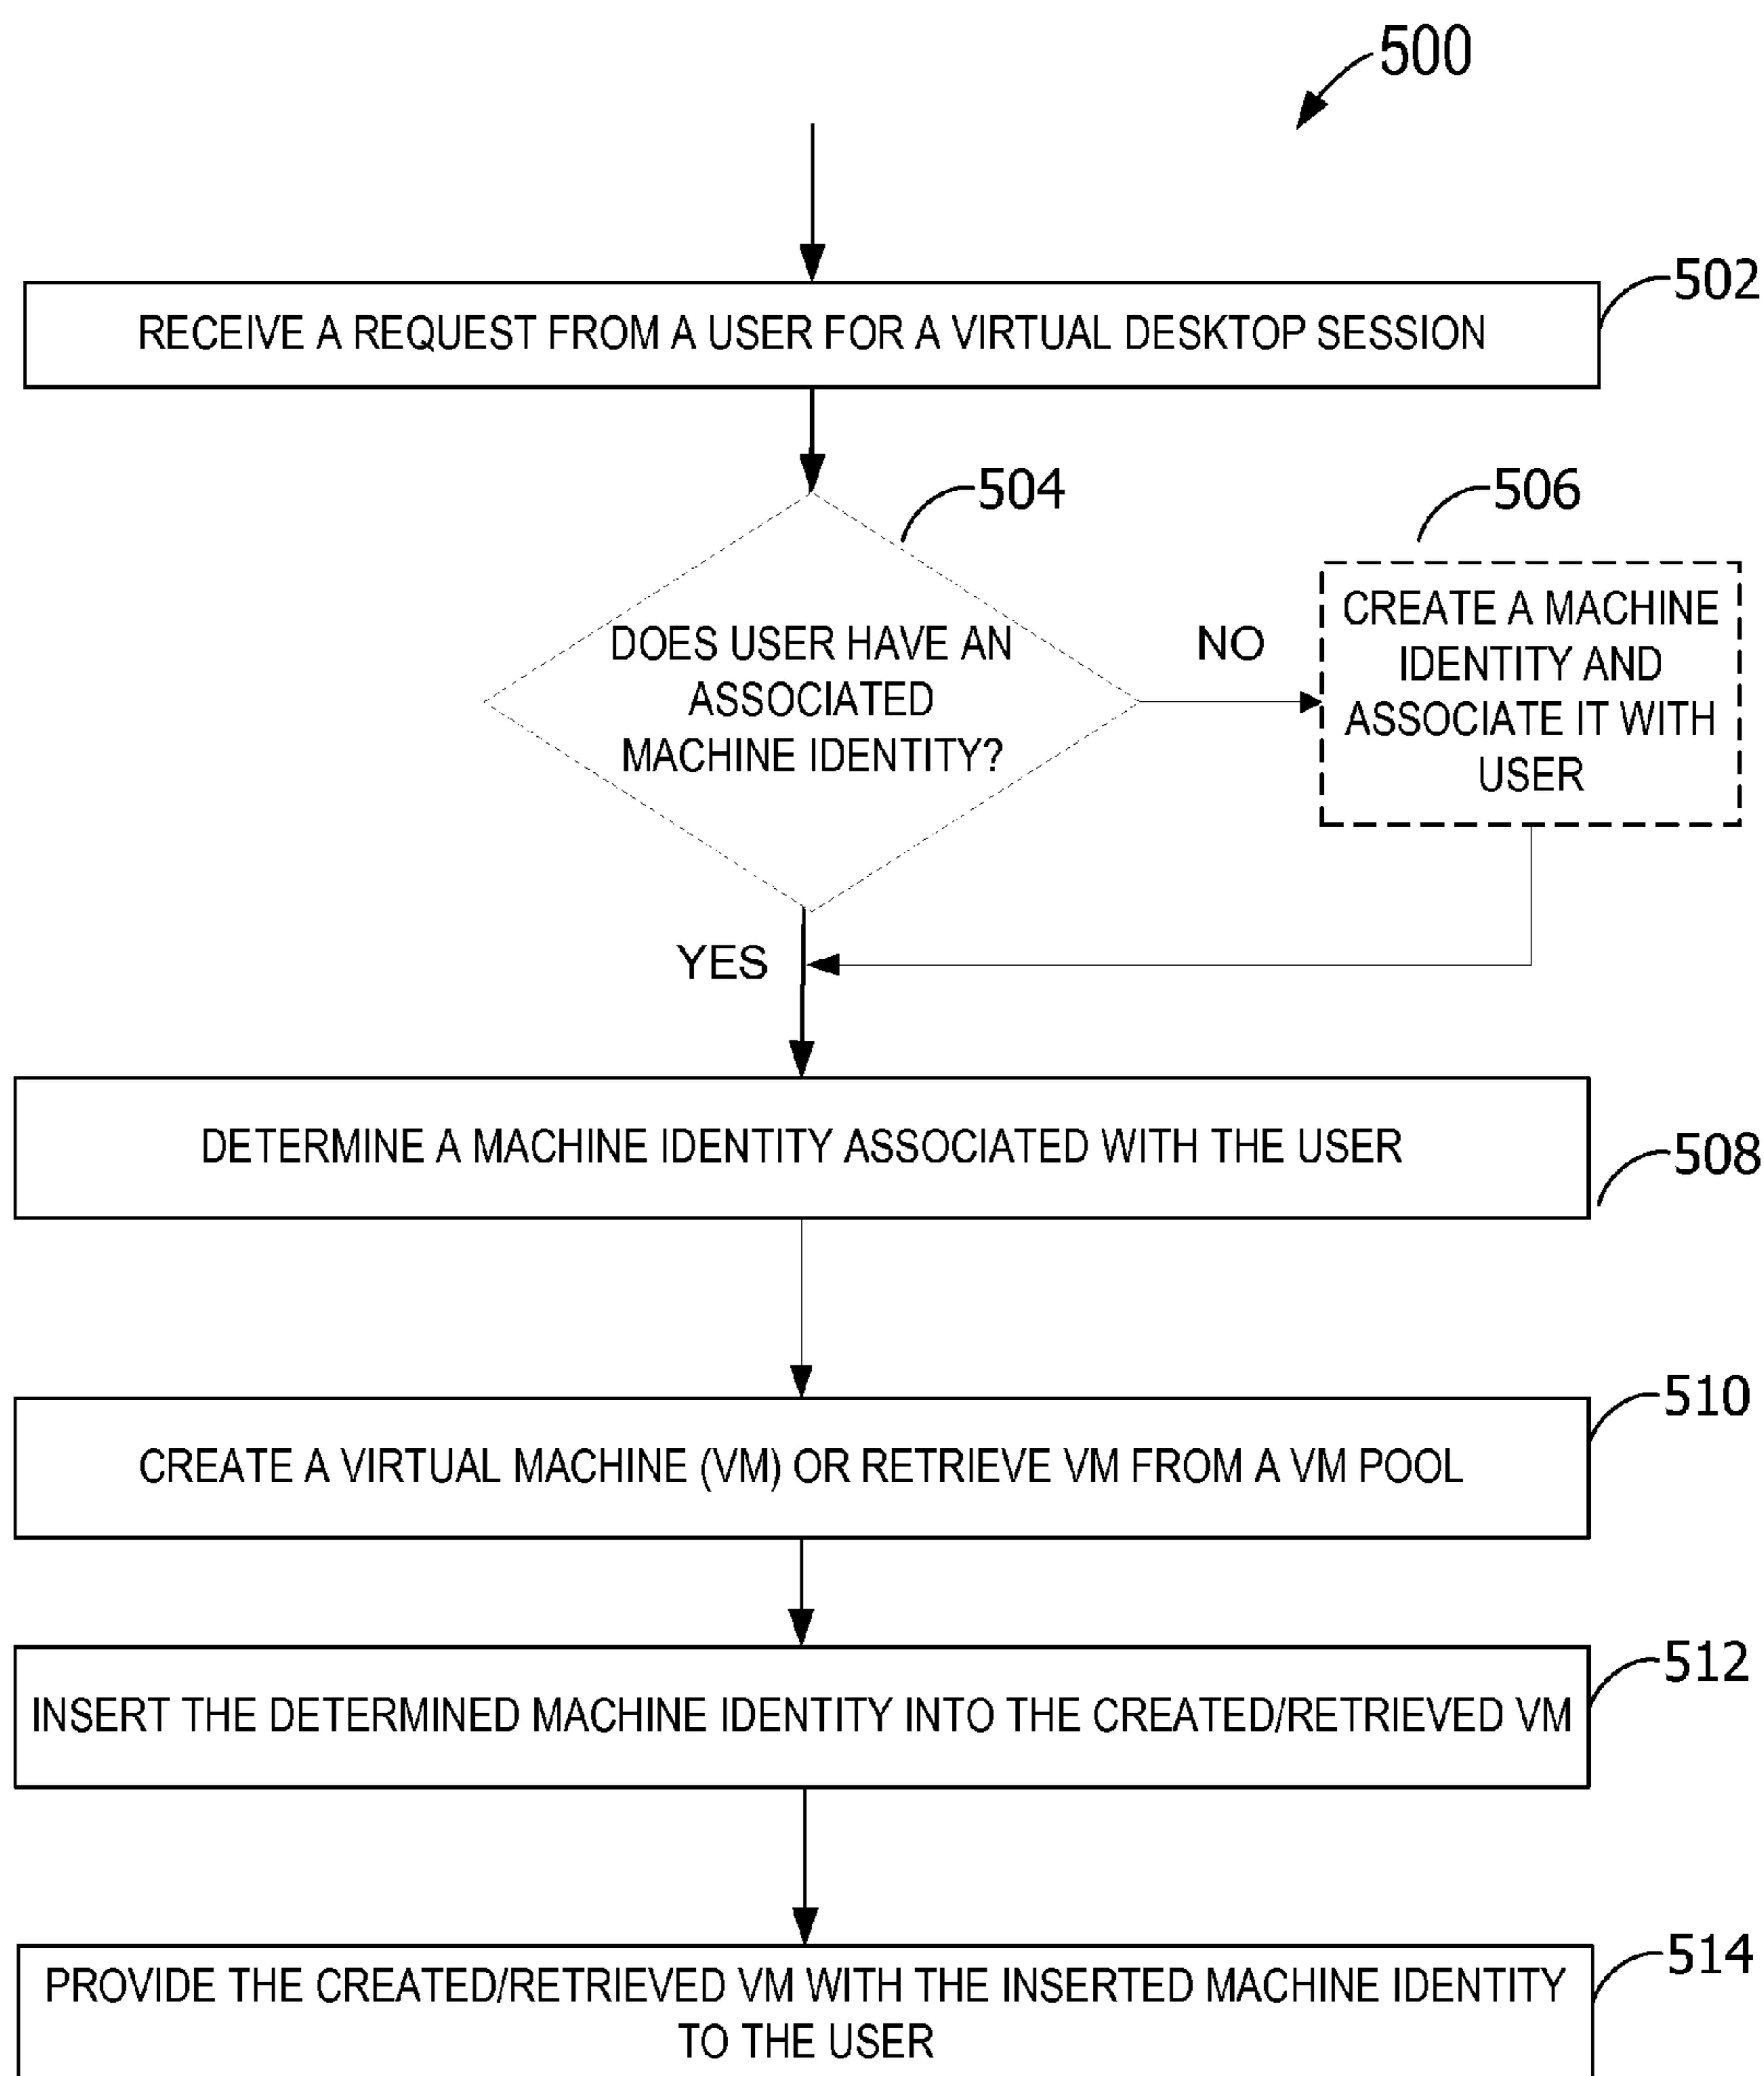 500
502
RECEIVE A REQUEST FROM A USER FOR A VIRTUAL DESKTOP SESSION
504
506
DOES USER HAVE AN
ASSOCIATED
MACHINE IDENTITY?
NO
CREATE A MACHINE
IDENTITY AND
ASSOCIATE IT WITH
USER
YES
DETERMINE A MACHINE IDENTITY ASSOCIATED WITH THE USER
508
510
CREATE A VIRTUAL MACHINE (VM) OR RETRIEVE VM FROM A VM POOL
512
INSERT THE DETERMINED MACHINE IDENTITY INTO THE CREATED/RETRIEVED VM
514
PROVIDE THE CREATED/RETRIEVED VM WITH THE INSERTED MACHINE IDENTITY
TO THE USER